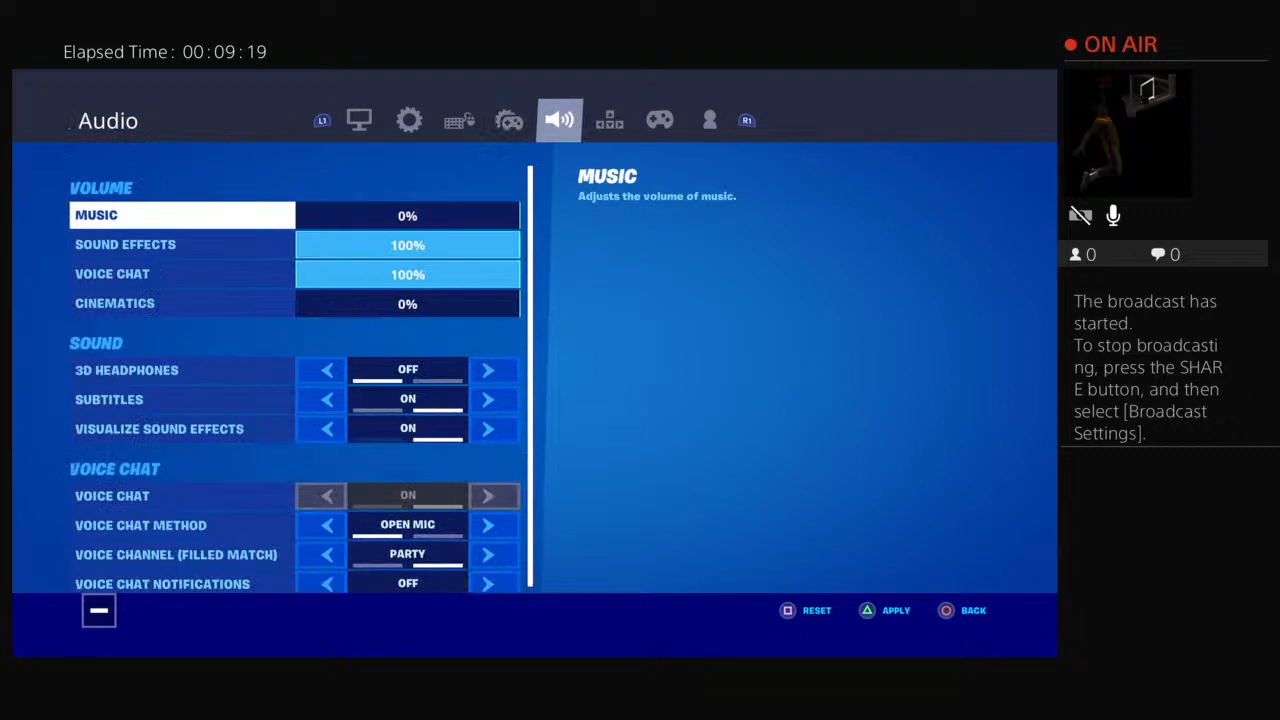 Elapsed Time: 00:09:19
ON AIR
Audio
L1
R1
VOLUME
MUSIC 0%
SOUND EFFECTS 100%
VOICE CHAT 100%
CINEMATICS 0%
SOUND
3D HEADPHONES OFF
SUBTITLES ON
VISUALIZE SOUND EFFECTS ON
VOICE CHAT
VOICE CHAT ON
VOICE CHAT METHOD OPEN MIC
VOICE CHANNEL (FILLED MATCH) PARTY
VOICE CHAT NOTIFICATIONS OFF
MUSIC
Adjusts the volume of music.
RESET APPLY BACK
0 0
The broadcast has
started.
To stop broadcasti
ng, press the SHAR
E button, and then
select [Broadcast
Settings].